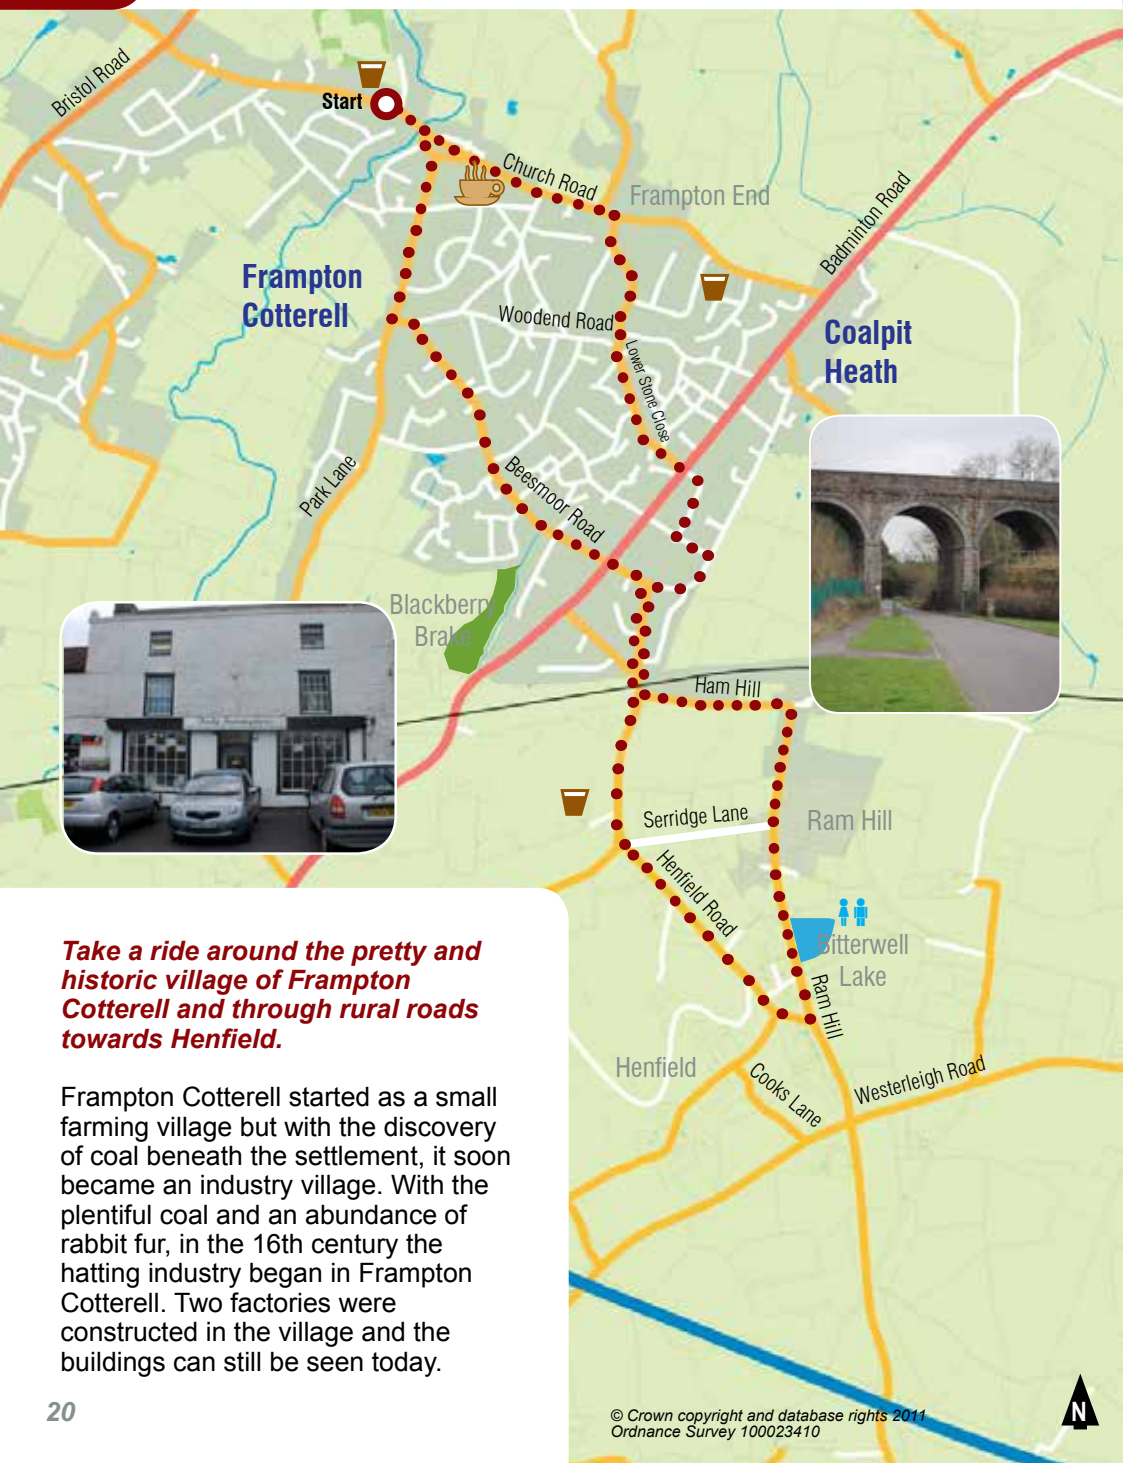 Bristol Road
Start
Church Road
Frampton End
Badminton Road
Frampton
Cotterell
Woodend Road
Coalpit
Heath
Lower Stone Close
Park Lane
Beesmoor Road
Blackberry
Brake
Ham Hill
Serridge Lane
Ram Hill
Henfield Road
Bitterwell
Lake
Ram Hill
Henfield
Cooks Lane
Westerleigh Road
Take a ride around the pretty and
historic village of Frampton
Cotterell and through rural roads
towards Henfield.
Frampton Cotterell started as a small
farming village but with the discovery
of coal beneath the settlement, it soon
became an industry village. With the
plentiful coal and an abundance of
rabbit fur, in the 16th century the
hatting industry began in Frampton
Cotterell. Two factories were
constructed in the village and the
buildings can still be seen today.
20
© Crown copyright and database rights 2011
Ordnance Survey 100023410
N